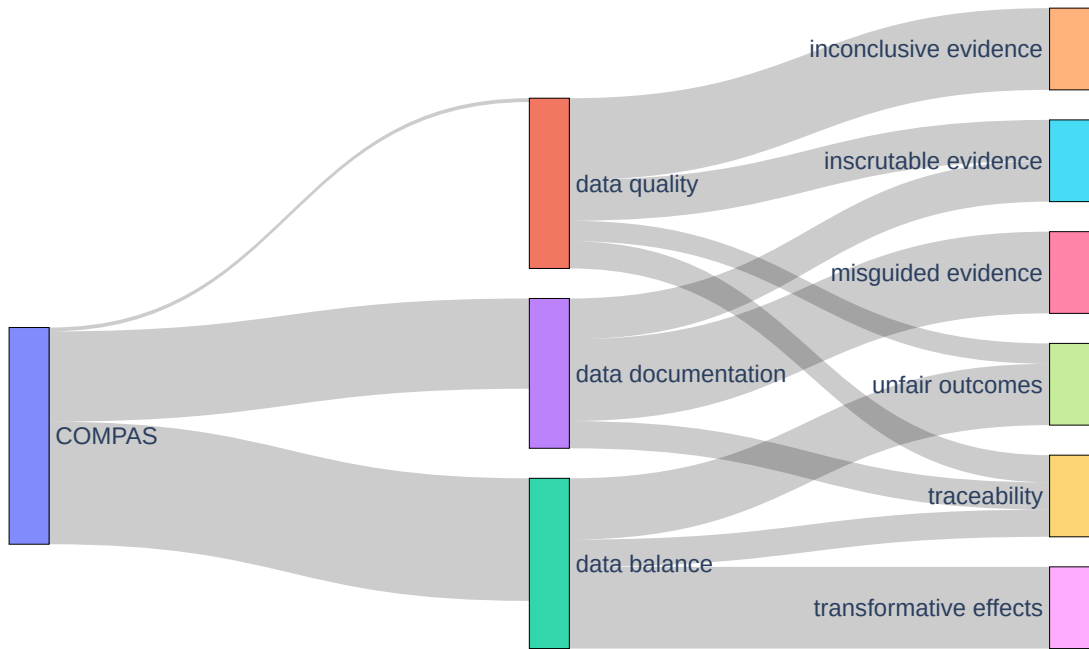 COMPAS
data quality
data documentation
data balance
inconclusive evidence
inscrutable evidence
misguided evidence
unfair outcomes
traceability
transformative effects